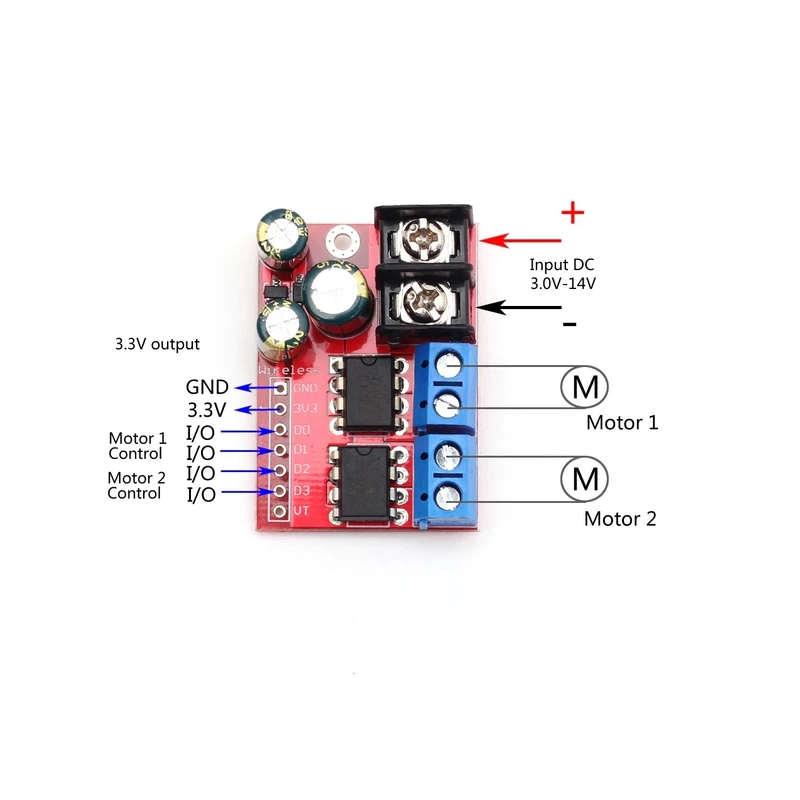 +
Input DC
3.0V-14V
-
3.3V output
Wireless
GND
GND
3.3V
3V3
I/O
D0
Motor 1
Control
I/O
D1
I/O
D2
Motor 2
Control
I/O
D3
VT
M
Motor 1
M
Motor 2